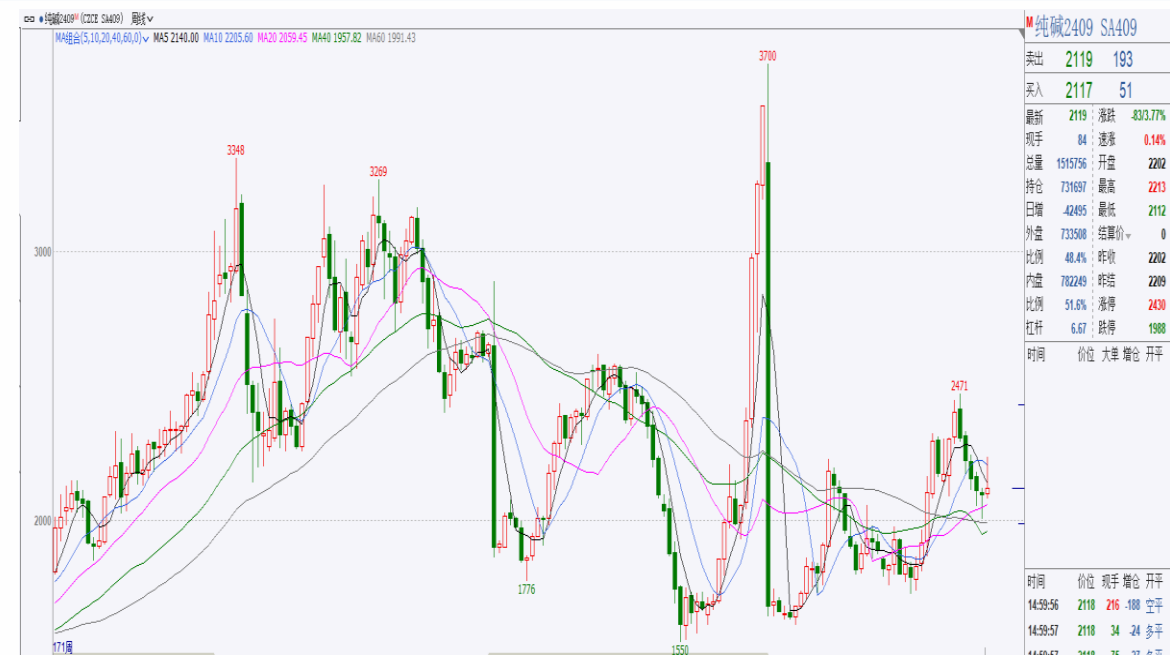 纯碱2409M (CZCE SA409) 周线
MA组合(5,10,20,40,60,0) MA5 2140.00 MA10 2205.60 MA20 2059.45 MA40 1957.82 MA60 1991.43
3700
3348
3269
3000
2471
2000
1776
1550
171周
M 纯碱2409 SA409
卖出 2119 193
买入 2117 51
最新 2119 涨跌 -83/3.77%
现手 84 速涨 0.14%
总量 1515756 开盘 2202
持仓 731697 最高 2213
日增 -42495 最低 2112
外盘 733508 结算价 0
比例 48.4% 昨收 2202
内盘 782249 昨结 2209
比例 51.6% 涨停 2430
杠杆 6.67 跌停 1988
时间 价位 大单 增仓 开平
时间 价位 现手 增仓 开平
14:59:56 2118 216 -188 空平
14:59:57 2118 34 -24 多平